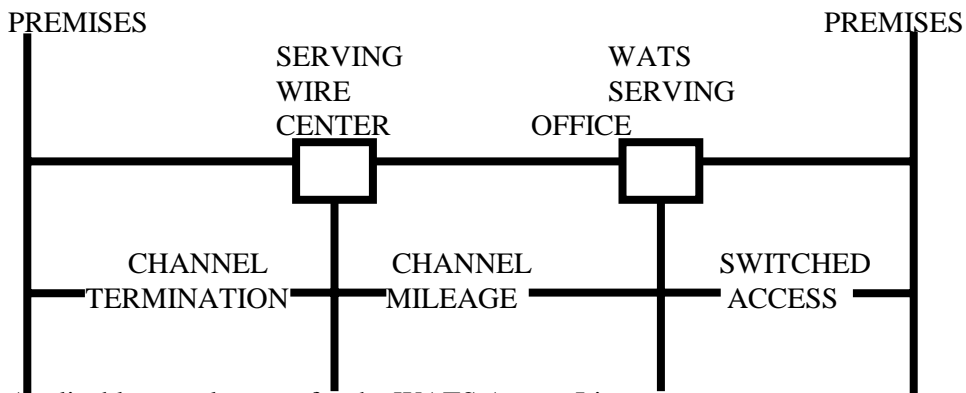 PREMISES PREMISES
SERVING WATS
WIRE SERVING
CENTER OFFICE
CHANNEL CHANNEL SWITCHED
TERMINATION MILEAGE ACCESS